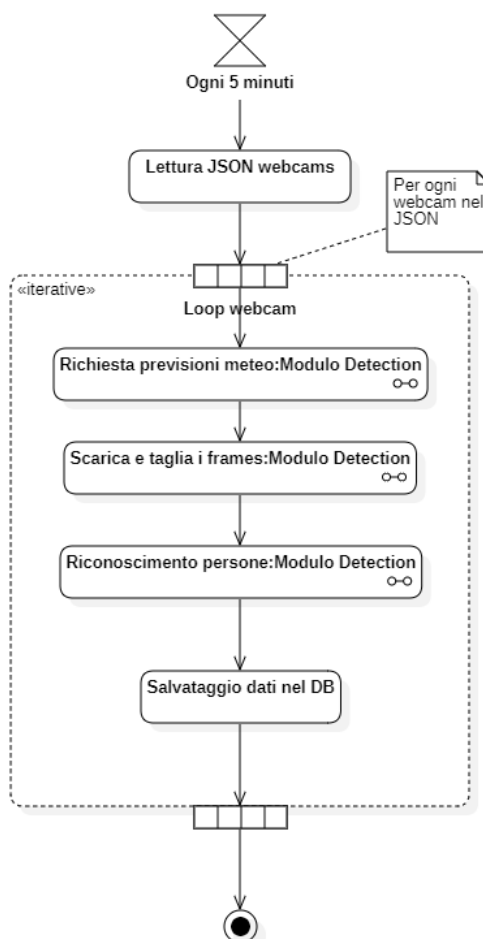 Ogni 5 minuti
Lettura JSON webcams
Per ogni
webcam nel
JSON
«iterative»
Loop webcam
Richiesta previsioni meteo:Modulo Detection
Scarica e taglia i frames:Modulo Detection
Riconoscimento persone:Modulo Detection
Salvataggio dati nel DB